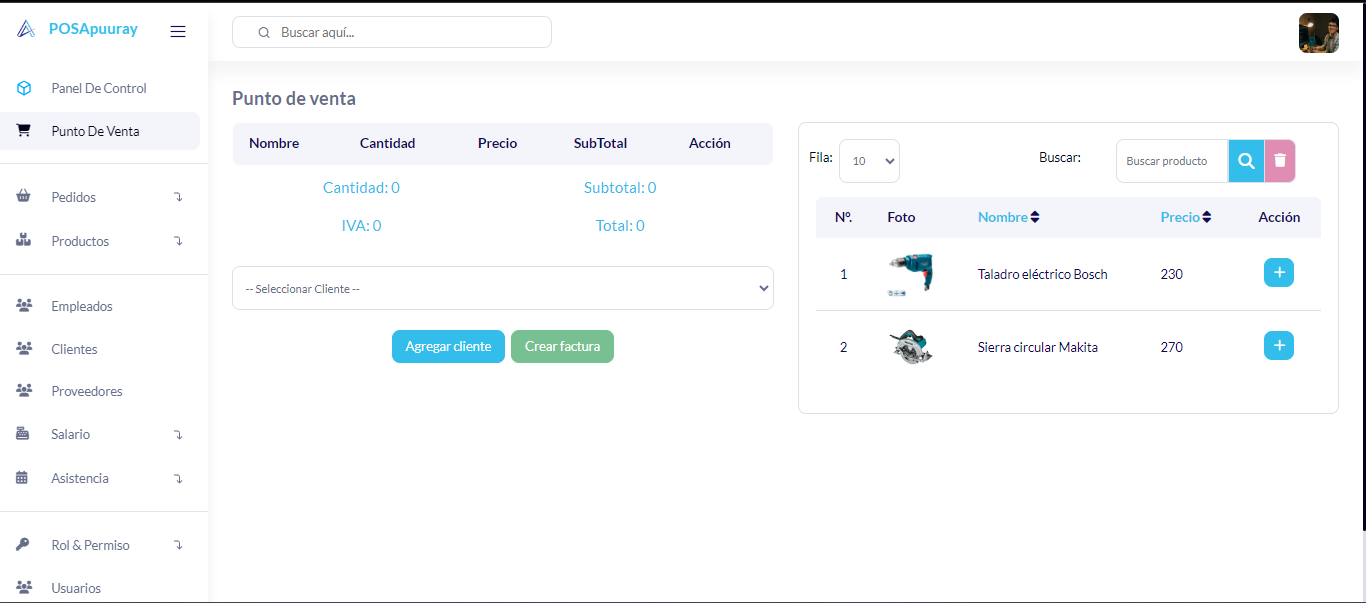 POSApuuray
Buscar aquí...
Panel De Control
Punto De Venta
Pedidos
Productos
Empleados
Clientes
Proveedores
Salario
Asistencia
Rol & Permiso
Usuarios
Punto de venta
Nombre Cantidad Precio SubTotal Acción
Cantidad: 0 Subtotal: 0
IVA: 0 Total: 0
-- Seleccionar Cliente --
Agregar cliente Crear factura
Fila: 10 Buscar: Buscar producto
Nº. Foto Nombre Precio Acción
1 Taladro eléctrico Bosch 230 +
2 Sierra circular Makita 270 +